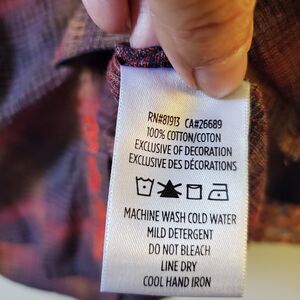 RN#81913 CA#26689
100% COTTON/COTON
EXCLUSIVE OF DECORATION
EXCLUSIVE DES DÉCORATIONS
MACHINE WASH COLD WATER
MILD DETERGENT
DO NOT BLEACH
LINE DRY
COOL HAND IRON